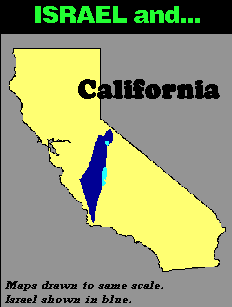 ISRAEL and...
California
Maps drawn to same scale.
Israel shown in blue.